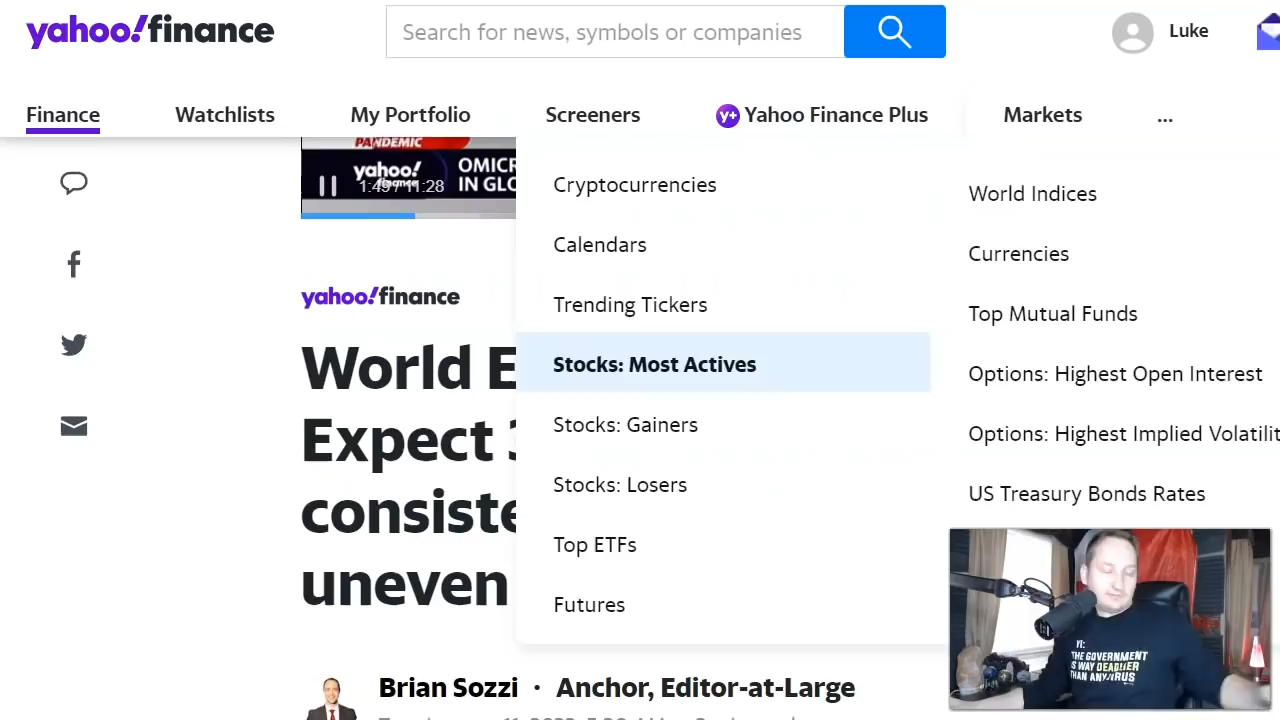 yahoo!finance
Search for news, symbols or companies
Luke
Finance
Watchlists
My Portfolio
Screeners
y+ Yahoo Finance Plus
Markets
...
PANDEMIC
yahoo!
finance
OMICR
IN GLO
1:49 / 11:28
Cryptocurrencies
Calendars
Trending Tickers
Stocks: Most Actives
Stocks: Gainers
Stocks: Losers
Top ETFs
Futures
World Indices
Currencies
Top Mutual Funds
Options: Highest Open Interest
Options: Highest Implied Volatilit
US Treasury Bonds Rates
yahoo!finance
World E
Expect 3
consiste
uneven
Brian Sozzi · Anchor, Editor-at-Large
THE GOVERNMENT
IS WAY DEADLIER
THAN ANY VIRUS